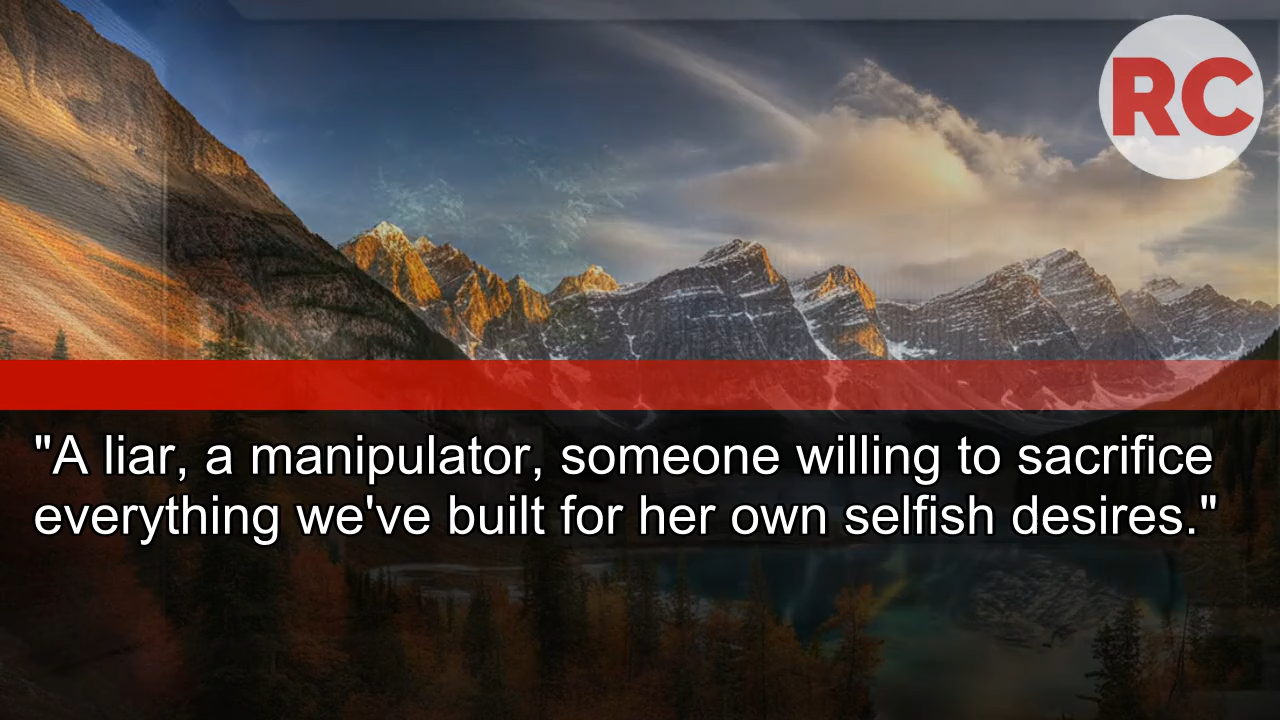 RC
"A liar, a manipulator, someone willing to sacrifice
everything we've built for her own selfish desires."